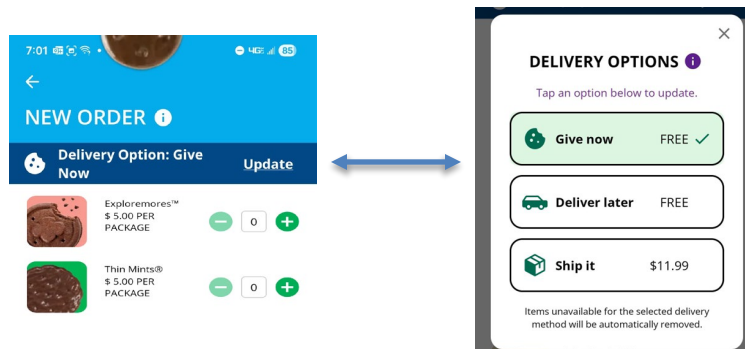 7:01
4GE 85
NEW ORDER i
Delivery Option: Give
Now
Update
Exploremores™
$ 5.00 PER
PACKAGE
0
Thin Mints®
$ 5.00 PER
PACKAGE
0
DELIVERY OPTIONS i
Tap an option below to update.
Give now FREE
Deliver later FREE
Ship it $11.99
Items unavailable for the selected delivery
method will be automatically removed.